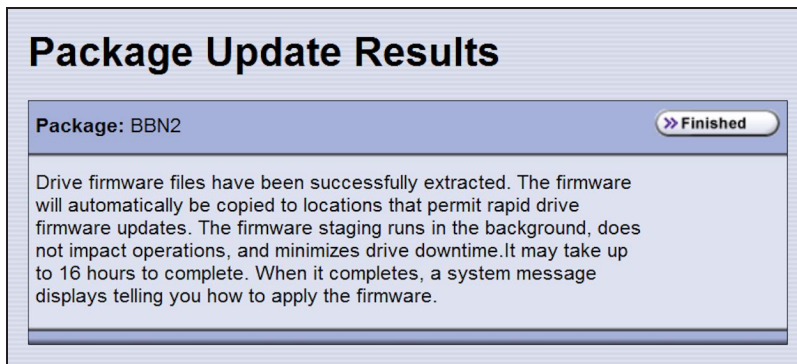 Package Update Results
Package: BBN2
Finished
Drive firmware files have been successfully extracted. The firmware
will automatically be copied to locations that permit rapid drive
firmware updates. The firmware staging runs in the background, does
not impact operations, and minimizes drive downtime.It may take up
to 16 hours to complete. When it completes, a system message
displays telling you how to apply the firmware.